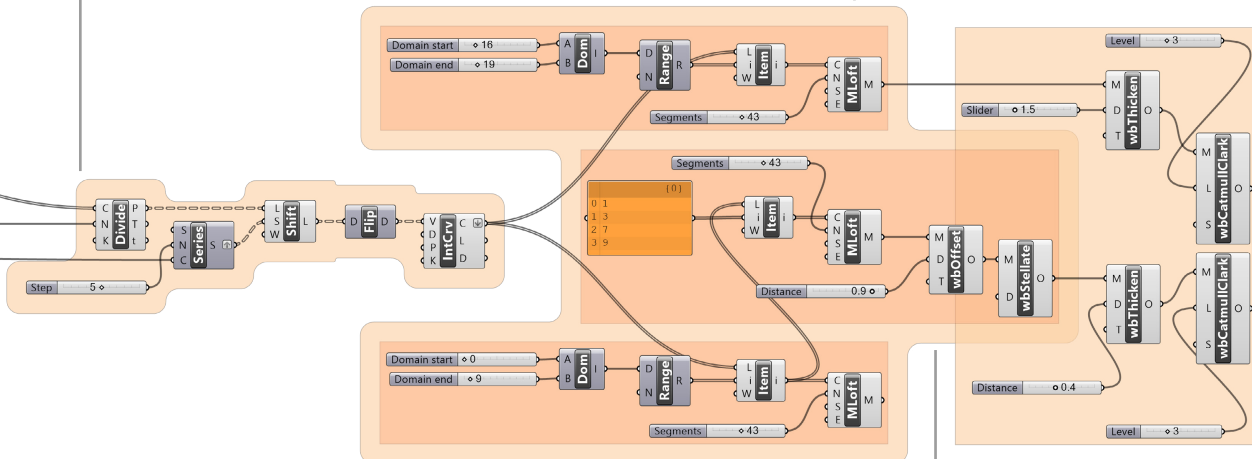 Domain start 16
Domain end 19
A B Dom I
D N Range R
L i W Item i
C N S E MLoft M
Segments 43
Level 3
Slider 1.5
M D T wbThicken O
M L S wbCatmullClark O
Segments 43
{0}
0 1
1 3
2 7
3 9
L i W Item i
C N S E MLoft M
M D T wbOffset O
M D wbStellate O
Distance 0.9
C N K Divide P T t
S N C Series S
L S W Shift L
D Flip D
V D P K IntCrv C L D
Step 5
M D T wbThicken O
M L S wbCatmullClark O
Domain start 0
Domain end 9
A B Dom I
D N Range R
L i W Item i
C N S E MLoft M
Segments 43
Distance 0.4
Level 3